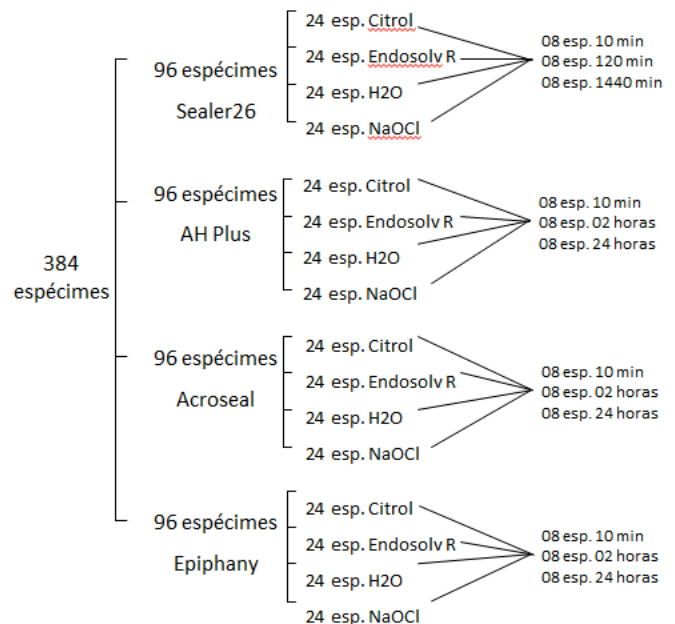 384
espécimes
96 espécimes
Sealer26
24 esp. Citrol
24 esp. Endosolv R
24 esp. H2O
24 esp. NaOCl
08 esp. 10 min
08 esp. 120 min
08 esp. 1440 min
96 espécimes
AH Plus
24 esp. Citrol
24 esp. Endosolv R
24 esp. H2O
24 esp. NaOCl
08 esp. 10 min
08 esp. 02 horas
08 esp. 24 horas
96 espécimes
Acroseal
24 esp. Citrol
24 esp. Endosolv R
24 esp. H2O
24 esp. NaOCl
08 esp. 10 min
08 esp. 02 horas
08 esp. 24 horas
96 espécimes
Epiphany
24 esp. Citrol
24 esp. Endosolv R
24 esp. H2O
24 esp. NaOCl
08 esp. 10 min
08 esp. 02 horas
08 esp. 24 horas